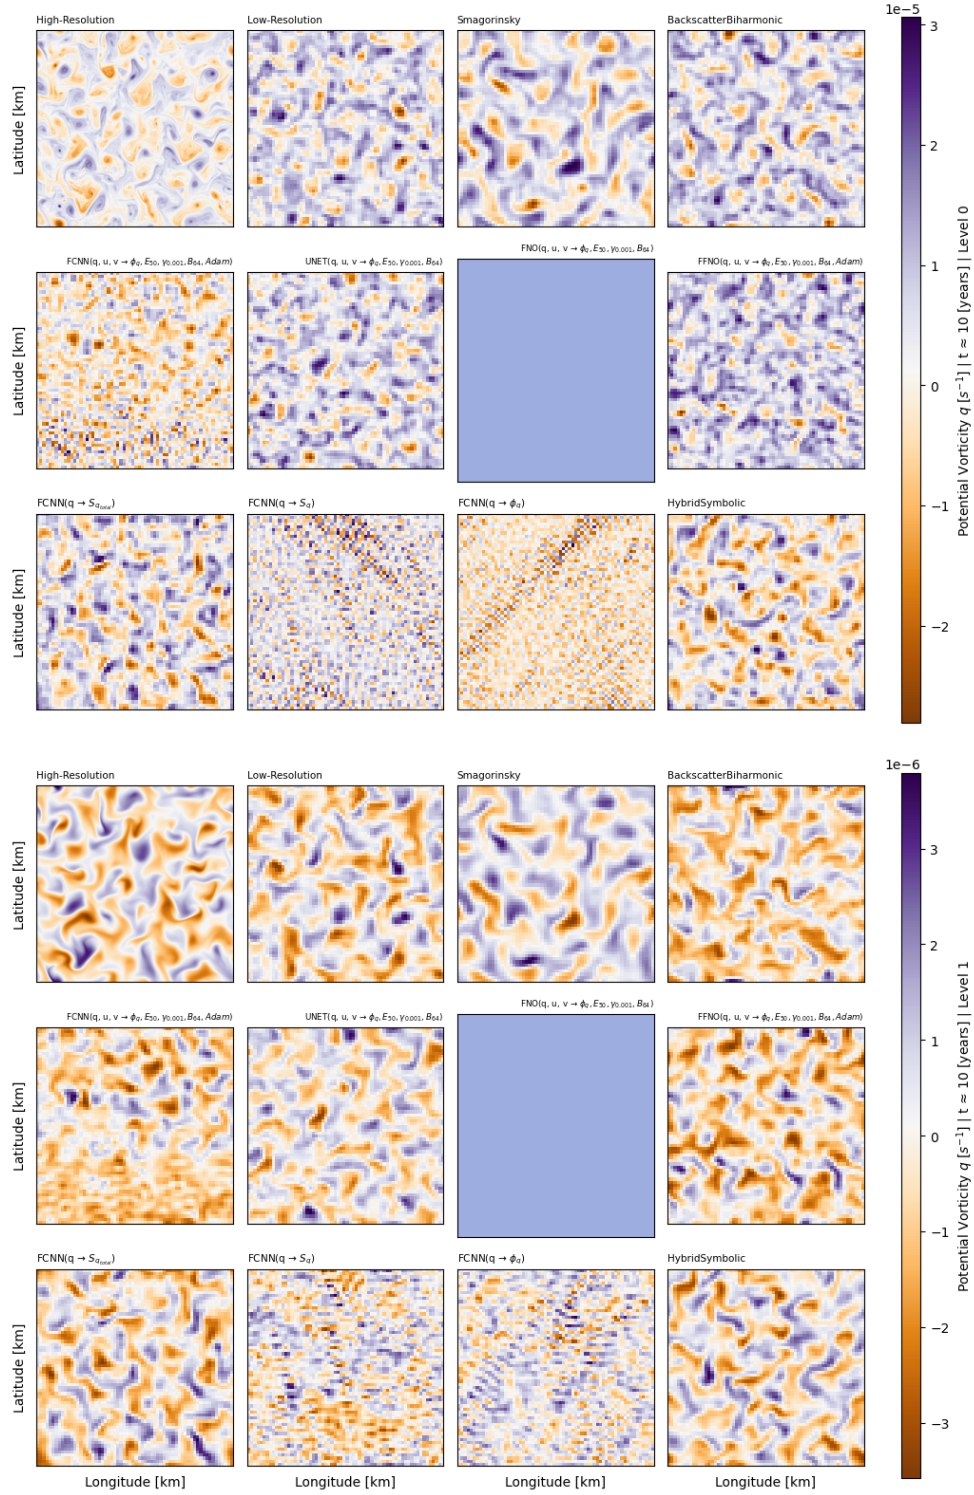 High-Resolution Low-Resolution Smagorinsky BackscatterBiharmonic
Latitude [km]
FCNN(q, u, v → ϕq, E50, γ0.001, B64, Adam) UNET(q, u, v → ϕq, E50, γ0.001, B64) FNO(q, u, v → ϕq, E50, γ0.001, B64) FFNO(q, u, v → ϕq, E50, γ0.001, B64, Adam)
Latitude [km]
FCNN(q → Sqtotal) FCNN(q → Sq) FCNN(q → ϕq) HybridSymbolic
Latitude [km]
1e−5
3
2
1
0
−1
−2
Potential Vorticity q [s−1] | t ≈ 10 [years] | Level 0
High-Resolution Low-Resolution Smagorinsky BackscatterBiharmonic
Latitude [km]
FCNN(q, u, v → ϕq, E50, γ0.001, B64, Adam) UNET(q, u, v → ϕq, E50, γ0.001, B64) FNO(q, u, v → ϕq, E50, γ0.001, B64) FFNO(q, u, v → ϕq, E50, γ0.001, B64, Adam)
Latitude [km]
FCNN(q → Sqtotal) FCNN(q → Sq) FCNN(q → ϕq) HybridSymbolic
Latitude [km]
Longitude [km] Longitude [km] Longitude [km] Longitude [km]
1e−6
3
2
1
0
−1
−2
−3
Potential Vorticity q [s−1] | t ≈ 10 [years] | Level 1